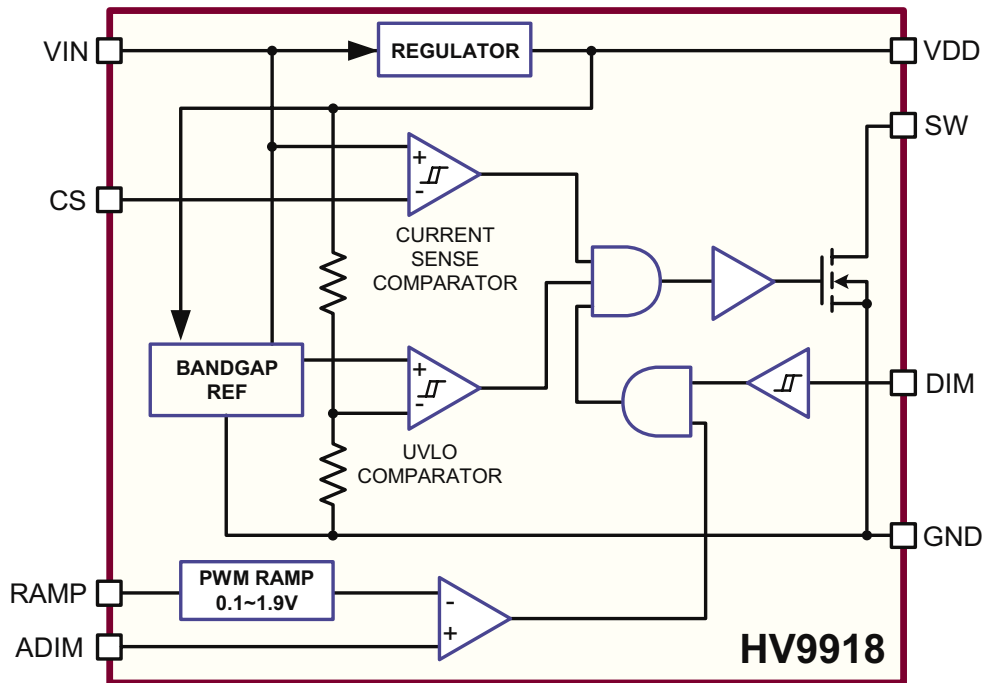 VIN
REGULATOR
VDD
SW
+
-
CS
CURRENT
SENSE
COMPARATOR
BANDGAP
REF
+
-
DIM
UVLO
COMPARATOR
GND
RAMP
PWM RAMP
0.1~1.9V
-
+
ADIM
HV9918